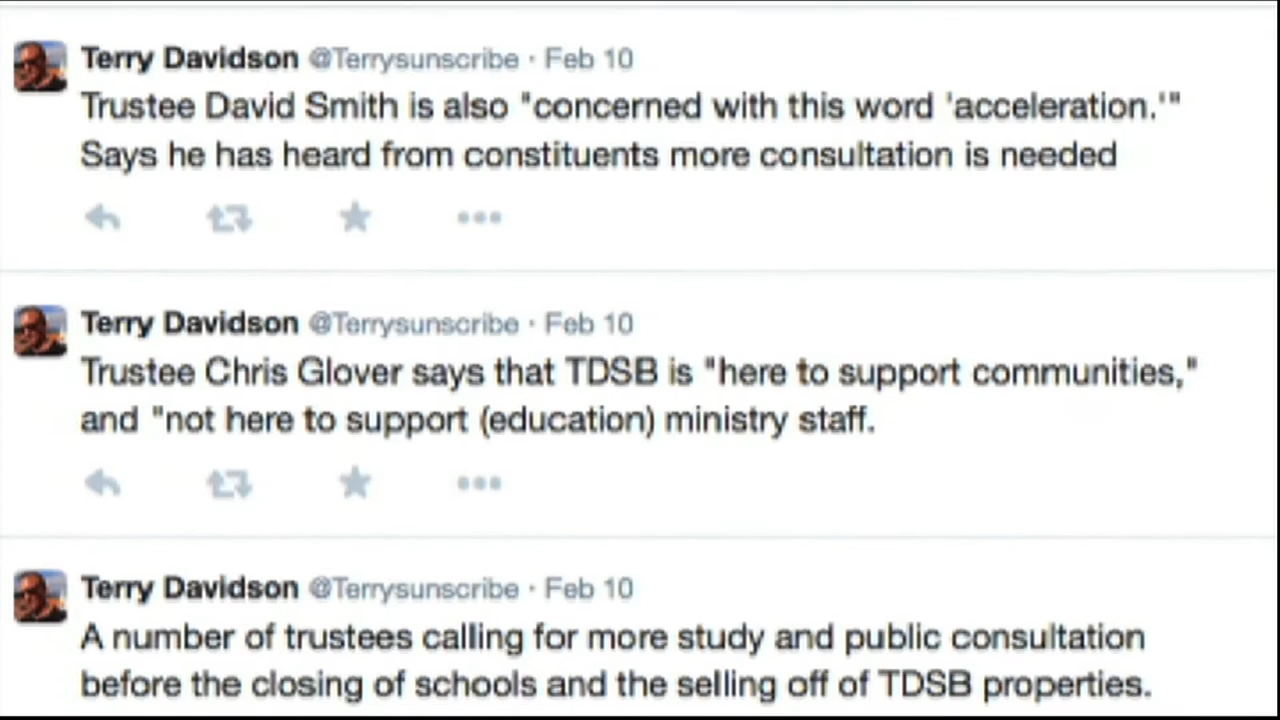 Terry Davidson @Terrysunscribe · Feb 10
Trustee David Smith is also "concerned with this word 'acceleration.'"
Says he has heard from constituents more consultation is needed
Terry Davidson @Terrysunscribe · Feb 10
Trustee Chris Glover says that TDSB is "here to support communities,"
and "not here to support (education) ministry staff.
Terry Davidson @Terrysunscribe · Feb 10
A number of trustees calling for more study and public consultation
before the closing of schools and the selling off of TDSB properties.